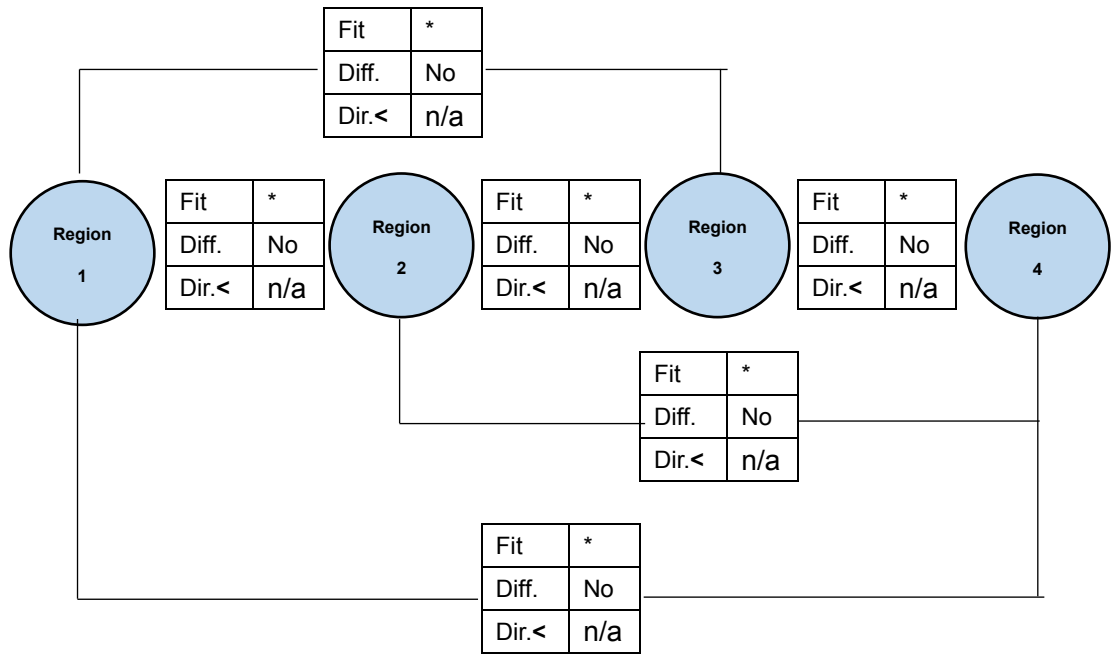 Fit *
Diff. No
Dir.< n/a
Region
1
Fit *
Diff. No
Dir.< n/a
Region
2
Fit *
Diff. No
Dir.< n/a
Region
3
Fit *
Diff. No
Dir.< n/a
Region
4
Fit *
Diff. No
Dir.< n/a
Fit *
Diff. No
Dir.< n/a